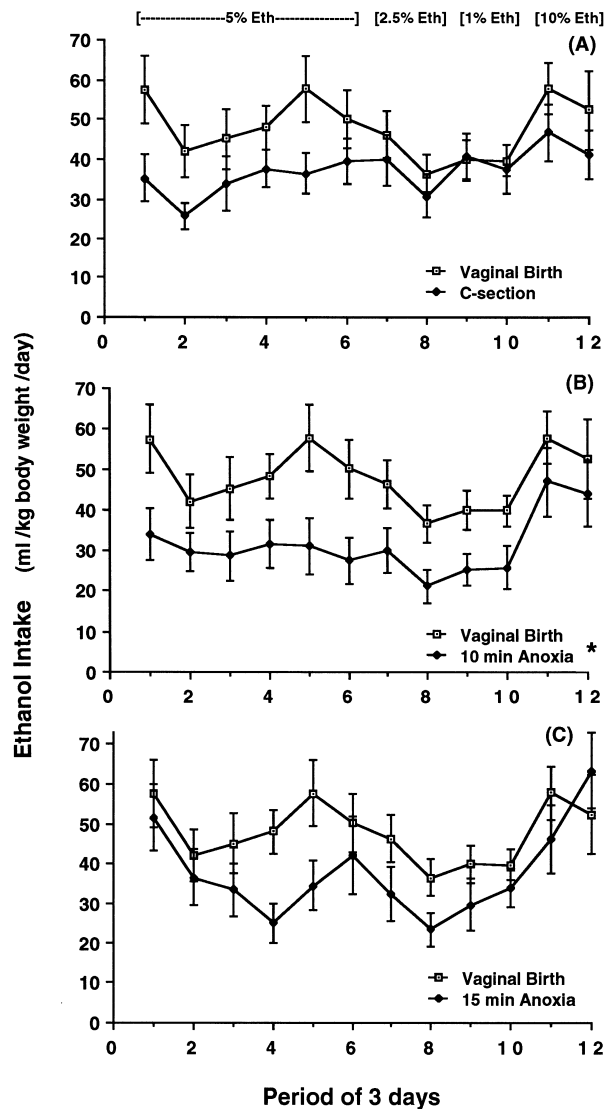 [--------------------5% Eth---------------] [2.5% Eth] [1% Eth] [10% Eth]
(A)
70
60
50
40
30
20
10
0
Vaginal Birth
C-section
0 2 4 6 8 10 12
(B)
70
60
50
40
30
20
10
0
Vaginal Birth
10 min Anoxia *
0 2 4 6 8 10 12
(C)
70
60
50
40
30
20
10
0
Vaginal Birth
15 min Anoxia
0 2 4 6 8 10 12
Ethanol Intake (ml /kg body weight /day)
Period of 3 days